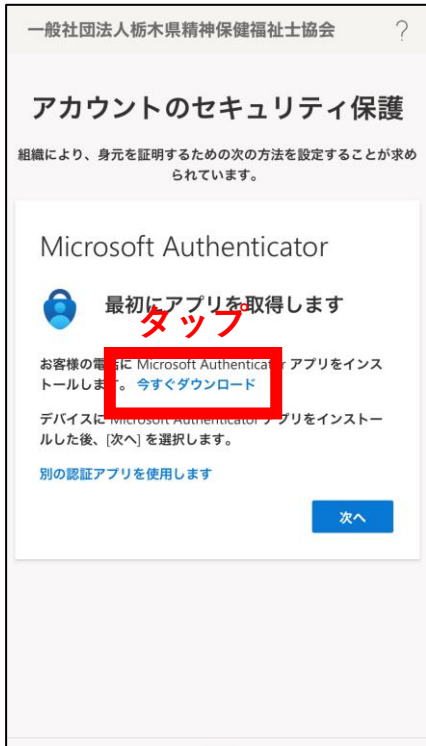 一般社団法人栃木県精神保健福祉士協会 ?
アカウントのセキュリティ保護
組織により、身元を証明するための次の方法を設定することが求め
られています。
Microsoft Authenticator
最初にアプリを取得します
タップ
お客様の電話に Microsoft Authenticator アプリをインス
トールします。 今すぐダウンロード
デバイスに Microsoft Authenticator アプリをインストー
ルした後、[次へ] を選択します。
別の認証アプリを使用します
次へ